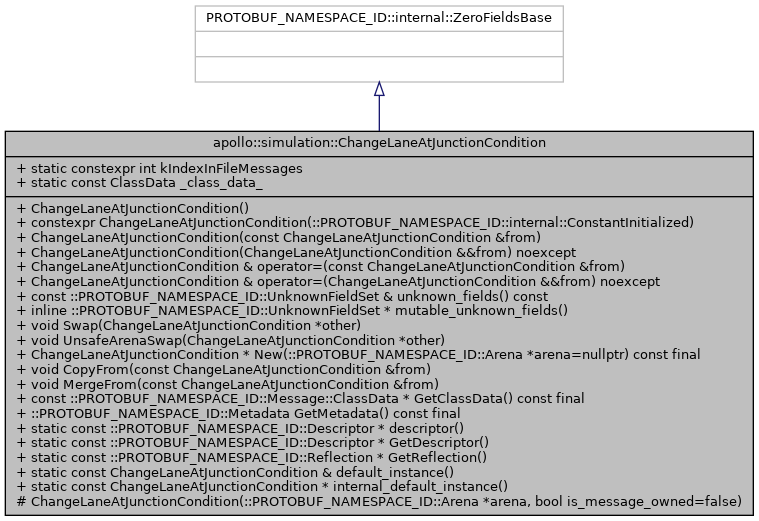 PROTOBUF_NAMESPACE_ID::internal::ZeroFieldsBase
apollo::simulation::ChangeLaneAtJunctionCondition
+ static constexpr int kIndexInFileMessages
+ static const ClassData _class_data_
+ ChangeLaneAtJunctionCondition()
+ constexpr ChangeLaneAtJunctionCondition(::PROTOBUF_NAMESPACE_ID::internal::ConstantInitialized)
+ ChangeLaneAtJunctionCondition(const ChangeLaneAtJunctionCondition &from)
+ ChangeLaneAtJunctionCondition(ChangeLaneAtJunctionCondition &&from) noexcept
+ ChangeLaneAtJunctionCondition & operator=(const ChangeLaneAtJunctionCondition &from)
+ ChangeLaneAtJunctionCondition & operator=(ChangeLaneAtJunctionCondition &&from) noexcept
+ const ::PROTOBUF_NAMESPACE_ID::UnknownFieldSet & unknown_fields() const
+ inline ::PROTOBUF_NAMESPACE_ID::UnknownFieldSet * mutable_unknown_fields()
+ void Swap(ChangeLaneAtJunctionCondition *other)
+ void UnsafeArenaSwap(ChangeLaneAtJunctionCondition *other)
+ ChangeLaneAtJunctionCondition * New(::PROTOBUF_NAMESPACE_ID::Arena *arena=nullptr) const final
+ void CopyFrom(const ChangeLaneAtJunctionCondition &from)
+ void MergeFrom(const ChangeLaneAtJunctionCondition &from)
+ const ::PROTOBUF_NAMESPACE_ID::Message::ClassData * GetClassData() const final
+ ::PROTOBUF_NAMESPACE_ID::Metadata GetMetadata() const final
+ static const ::PROTOBUF_NAMESPACE_ID::Descriptor * descriptor()
+ static const ::PROTOBUF_NAMESPACE_ID::Descriptor * GetDescriptor()
+ static const ::PROTOBUF_NAMESPACE_ID::Reflection * GetReflection()
+ static const ChangeLaneAtJunctionCondition & default_instance()
+ static const ChangeLaneAtJunctionCondition * internal_default_instance()
# ChangeLaneAtJunctionCondition(::PROTOBUF_NAMESPACE_ID::Arena *arena, bool is_message_owned=false)